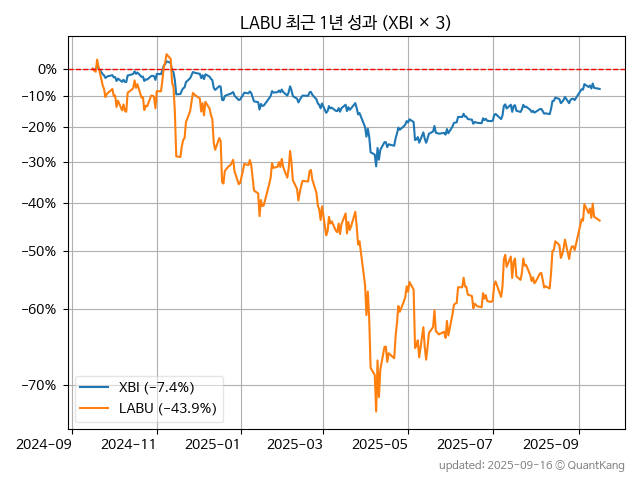 LABU 최근 1년 성과 (XBI × 3)
0%
−10%
−20%
−30%
−40%
−50%
−60%
−70%
XBI (−7.4%)
LABU (−43.9%)
2024-09 2024-11 2025-01 2025-03 2025-05 2025-07 2025-09
updated: 2025-09-16 © QuantKang